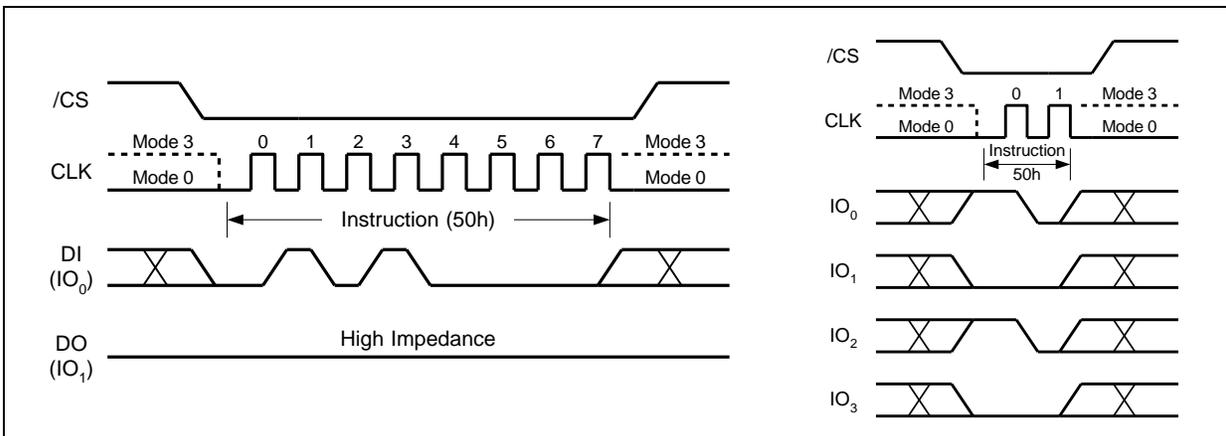 /CS
Mode 3 0 1 2 3 4 5 6 7 Mode 3
CLK
Mode 0 Mode 0
Instruction (50h)
DI
(IO0)
High Impedance
DO
(IO1)
/CS
Mode 3 0 1 Mode 3
CLK
Mode 0 Mode 0
Instruction
50h
IO0
IO1
IO2
IO3